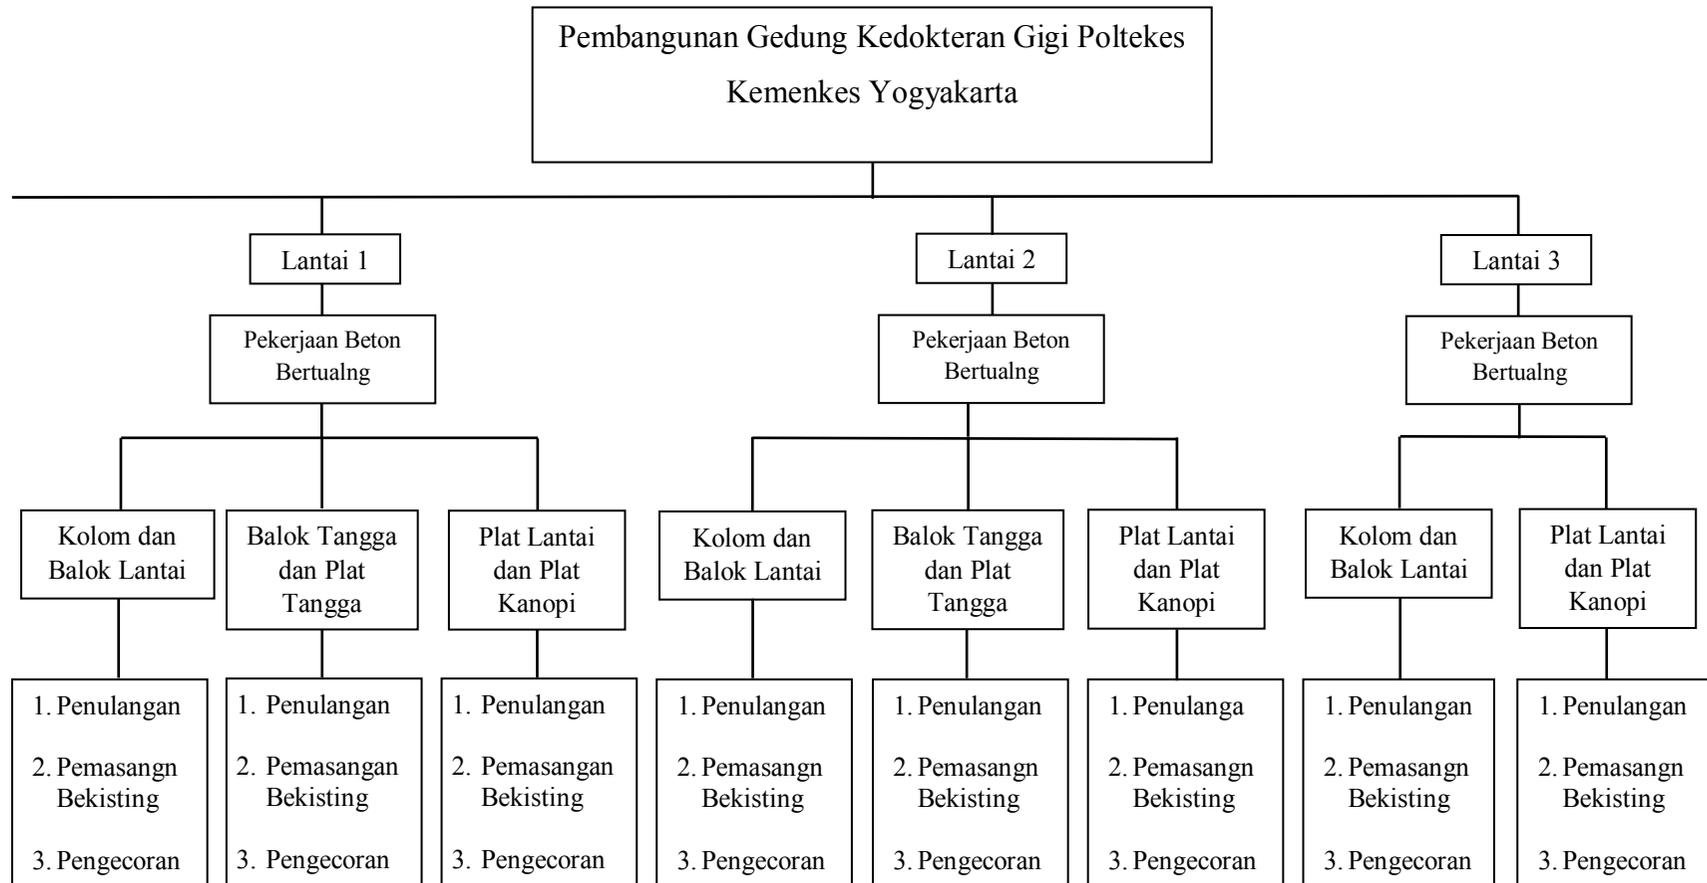 Pembangunan Gedung Kedokteran Gigi Poltekes
Kemenkes Yogyakarta
Lantai 1
Lantai 2
Lantai 3
Pekerjaan Beton
Bertualng
Pekerjaan Beton
Bertualng
Pekerjaan Beton
Bertualng
Kolom dan
Balok Lantai
Balok Tangga
dan Plat
Tangga
Plat Lantai
dan Plat
Kanopi
Kolom dan
Balok Lantai
Balok Tangga
dan Plat
Tangga
Plat Lantai
dan Plat
Kanopi
Kolom dan
Balok Lantai
Plat Lantai
dan Plat
Kanopi
1. Penulangan
2. Pemasangn
Bekisting
3. Pengecoran
1. Penulangan
2. Pemasangan
Bekisting
3. Pengecoran
1. Penulangan
2. Pemasangan
Bekisting
3. Pengecoran
1. Penulangan
2. Pemasangn
Bekisting
3. Pengecoran
1. Penulangan
2. Pemasangn
Bekisting
3. Pengecoran
1. Penulanga
2. Pemasangn
Bekisting
3. Pengecoran
1. Penulangan
2. Pemasangn
Bekisting
3. Pengecoran
1. Penulangan
2. Pemasangn
Bekisting
3. Pengecoran